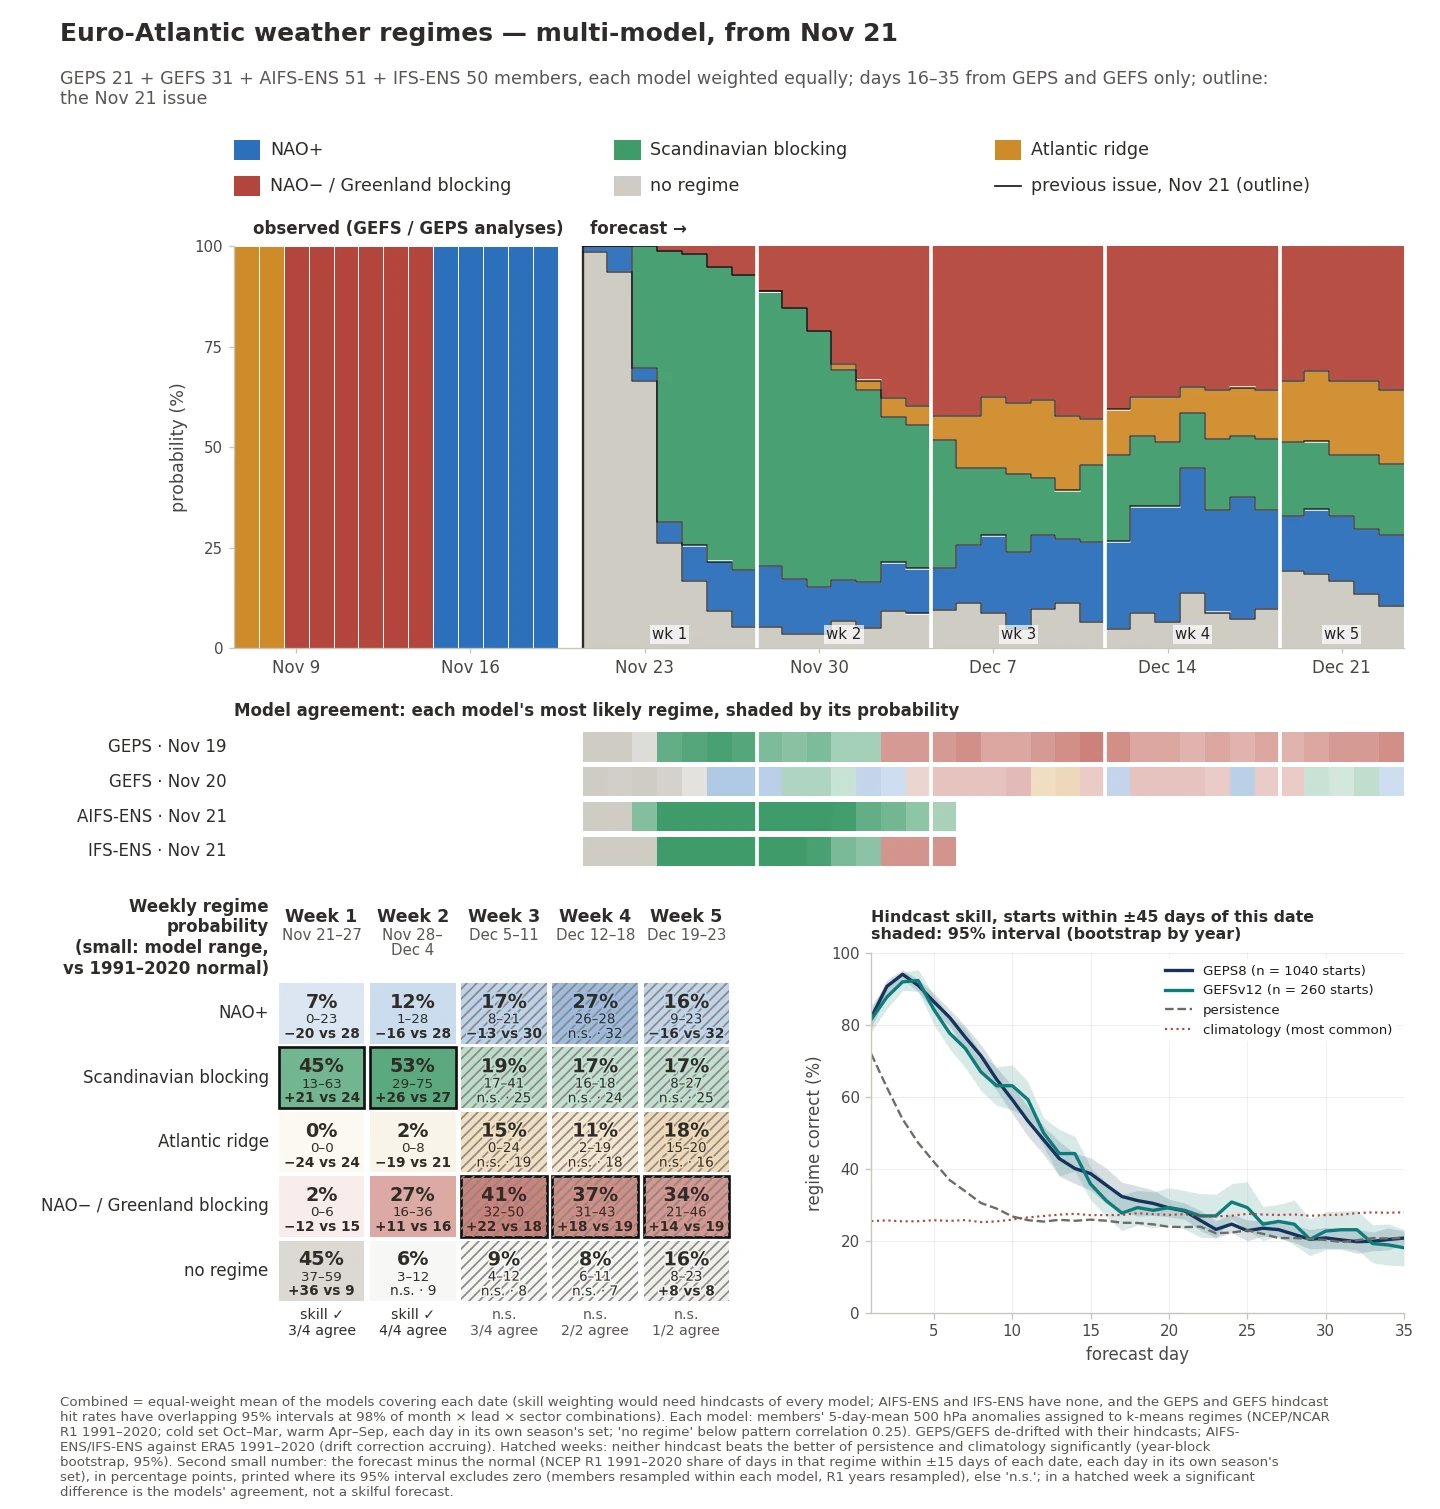 Euro-Atlantic weather regimes — multi-model, from Nov 21
GEPS 21 + GEFS 31 + AIFS-ENS 51 + IFS-ENS 50 members, each model weighted equally; days 16–35 from GEPS and GEFS only; outline:
the Nov 21 issue
NAO+
Scandinavian blocking
Atlantic ridge
NAO− / Greenland blocking
no regime
previous issue, Nov 21 (outline)
observed (GEFS / GEPS analyses)
forecast →
probability (%)
100
75
50
25
0
wk 1
wk 2
wk 3
wk 4
wk 5
Nov 9
Nov 16
Nov 23
Nov 30
Dec 7
Dec 14
Dec 21
Model agreement: each model's most likely regime, shaded by its probability
GEPS · Nov 19
GEFS · Nov 20
AIFS-ENS · Nov 21
IFS-ENS · Nov 21
Weekly regime
probability
(small: model range,
vs 1991–2020 normal)
Week 1
Nov 21–27
Week 2
Nov 28–
Dec 4
Week 3
Dec 5–11
Week 4
Dec 12–18
Week 5
Dec 19–23
NAO+
7%
0–23
−20 vs 28
12%
1–28
−16 vs 28
17%
8–21
−13 vs 30
27%
26–28
n.s. · 32
16%
9–23
−16 vs 32
Scandinavian blocking
45%
13–63
+21 vs 24
53%
29–75
+26 vs 27
19%
17–41
n.s. · 25
17%
16–18
n.s. · 24
17%
8–27
n.s. · 25
Atlantic ridge
0%
0–0
−24 vs 24
2%
0–8
−19 vs 21
15%
0–24
n.s. · 19
11%
2–19
n.s. · 18
18%
15–20
n.s. · 16
NAO− / Greenland blocking
2%
0–6
−12 vs 15
27%
16–36
+11 vs 16
41%
32–50
+22 vs 18
37%
31–43
+18 vs 19
34%
21–46
+14 vs 19
no regime
45%
37–59
+36 vs 9
6%
3–12
n.s. · 9
9%
4–12
n.s. · 8
8%
6–11
n.s. · 7
16%
8–23
+8 vs 8
skill ✓
3/4 agree
skill ✓
4/4 agree
n.s.
3/4 agree
n.s.
2/2 agree
n.s.
1/2 agree
Hindcast skill, starts within ±45 days of this date
shaded: 95% interval (bootstrap by year)
GEPS8 (n = 1040 starts)
GEFSv12 (n = 260 starts)
persistence
climatology (most common)
regime correct (%)
100
80
60
40
20
0
5
10
15
20
25
30
35
forecast day
Combined = equal-weight mean of the models covering each date (skill weighting would need hindcasts of every model; AIFS-ENS and IFS-ENS have none, and the GEPS and GEFS hindcast
hit rates have overlapping 95% intervals at 98% of month × lead × sector combinations). Each model: members' 5-day-mean 500 hPa anomalies assigned to k-means regimes (NCEP/NCAR
R1 1991–2020; cold set Oct–Mar, warm Apr–Sep, each day in its own season's set; 'no regime' below pattern correlation 0.25). GEPS/GEFS de-drifted with their hindcasts; AIFS-
ENS/IFS-ENS against ERA5 1991–2020 (drift correction accruing). Hatched weeks: neither hindcast beats the better of persistence and climatology significantly (year-block
bootstrap, 95%). Second small number: the forecast minus the normal (NCEP R1 1991–2020 share of days in that regime within ±15 days of each date, each day in its own season's
set), in percentage points, printed where its 95% interval excludes zero (members resampled within each model, R1 years resampled), else 'n.s.'; in a hatched week a significant
difference is the models' agreement, not a skilful forecast.